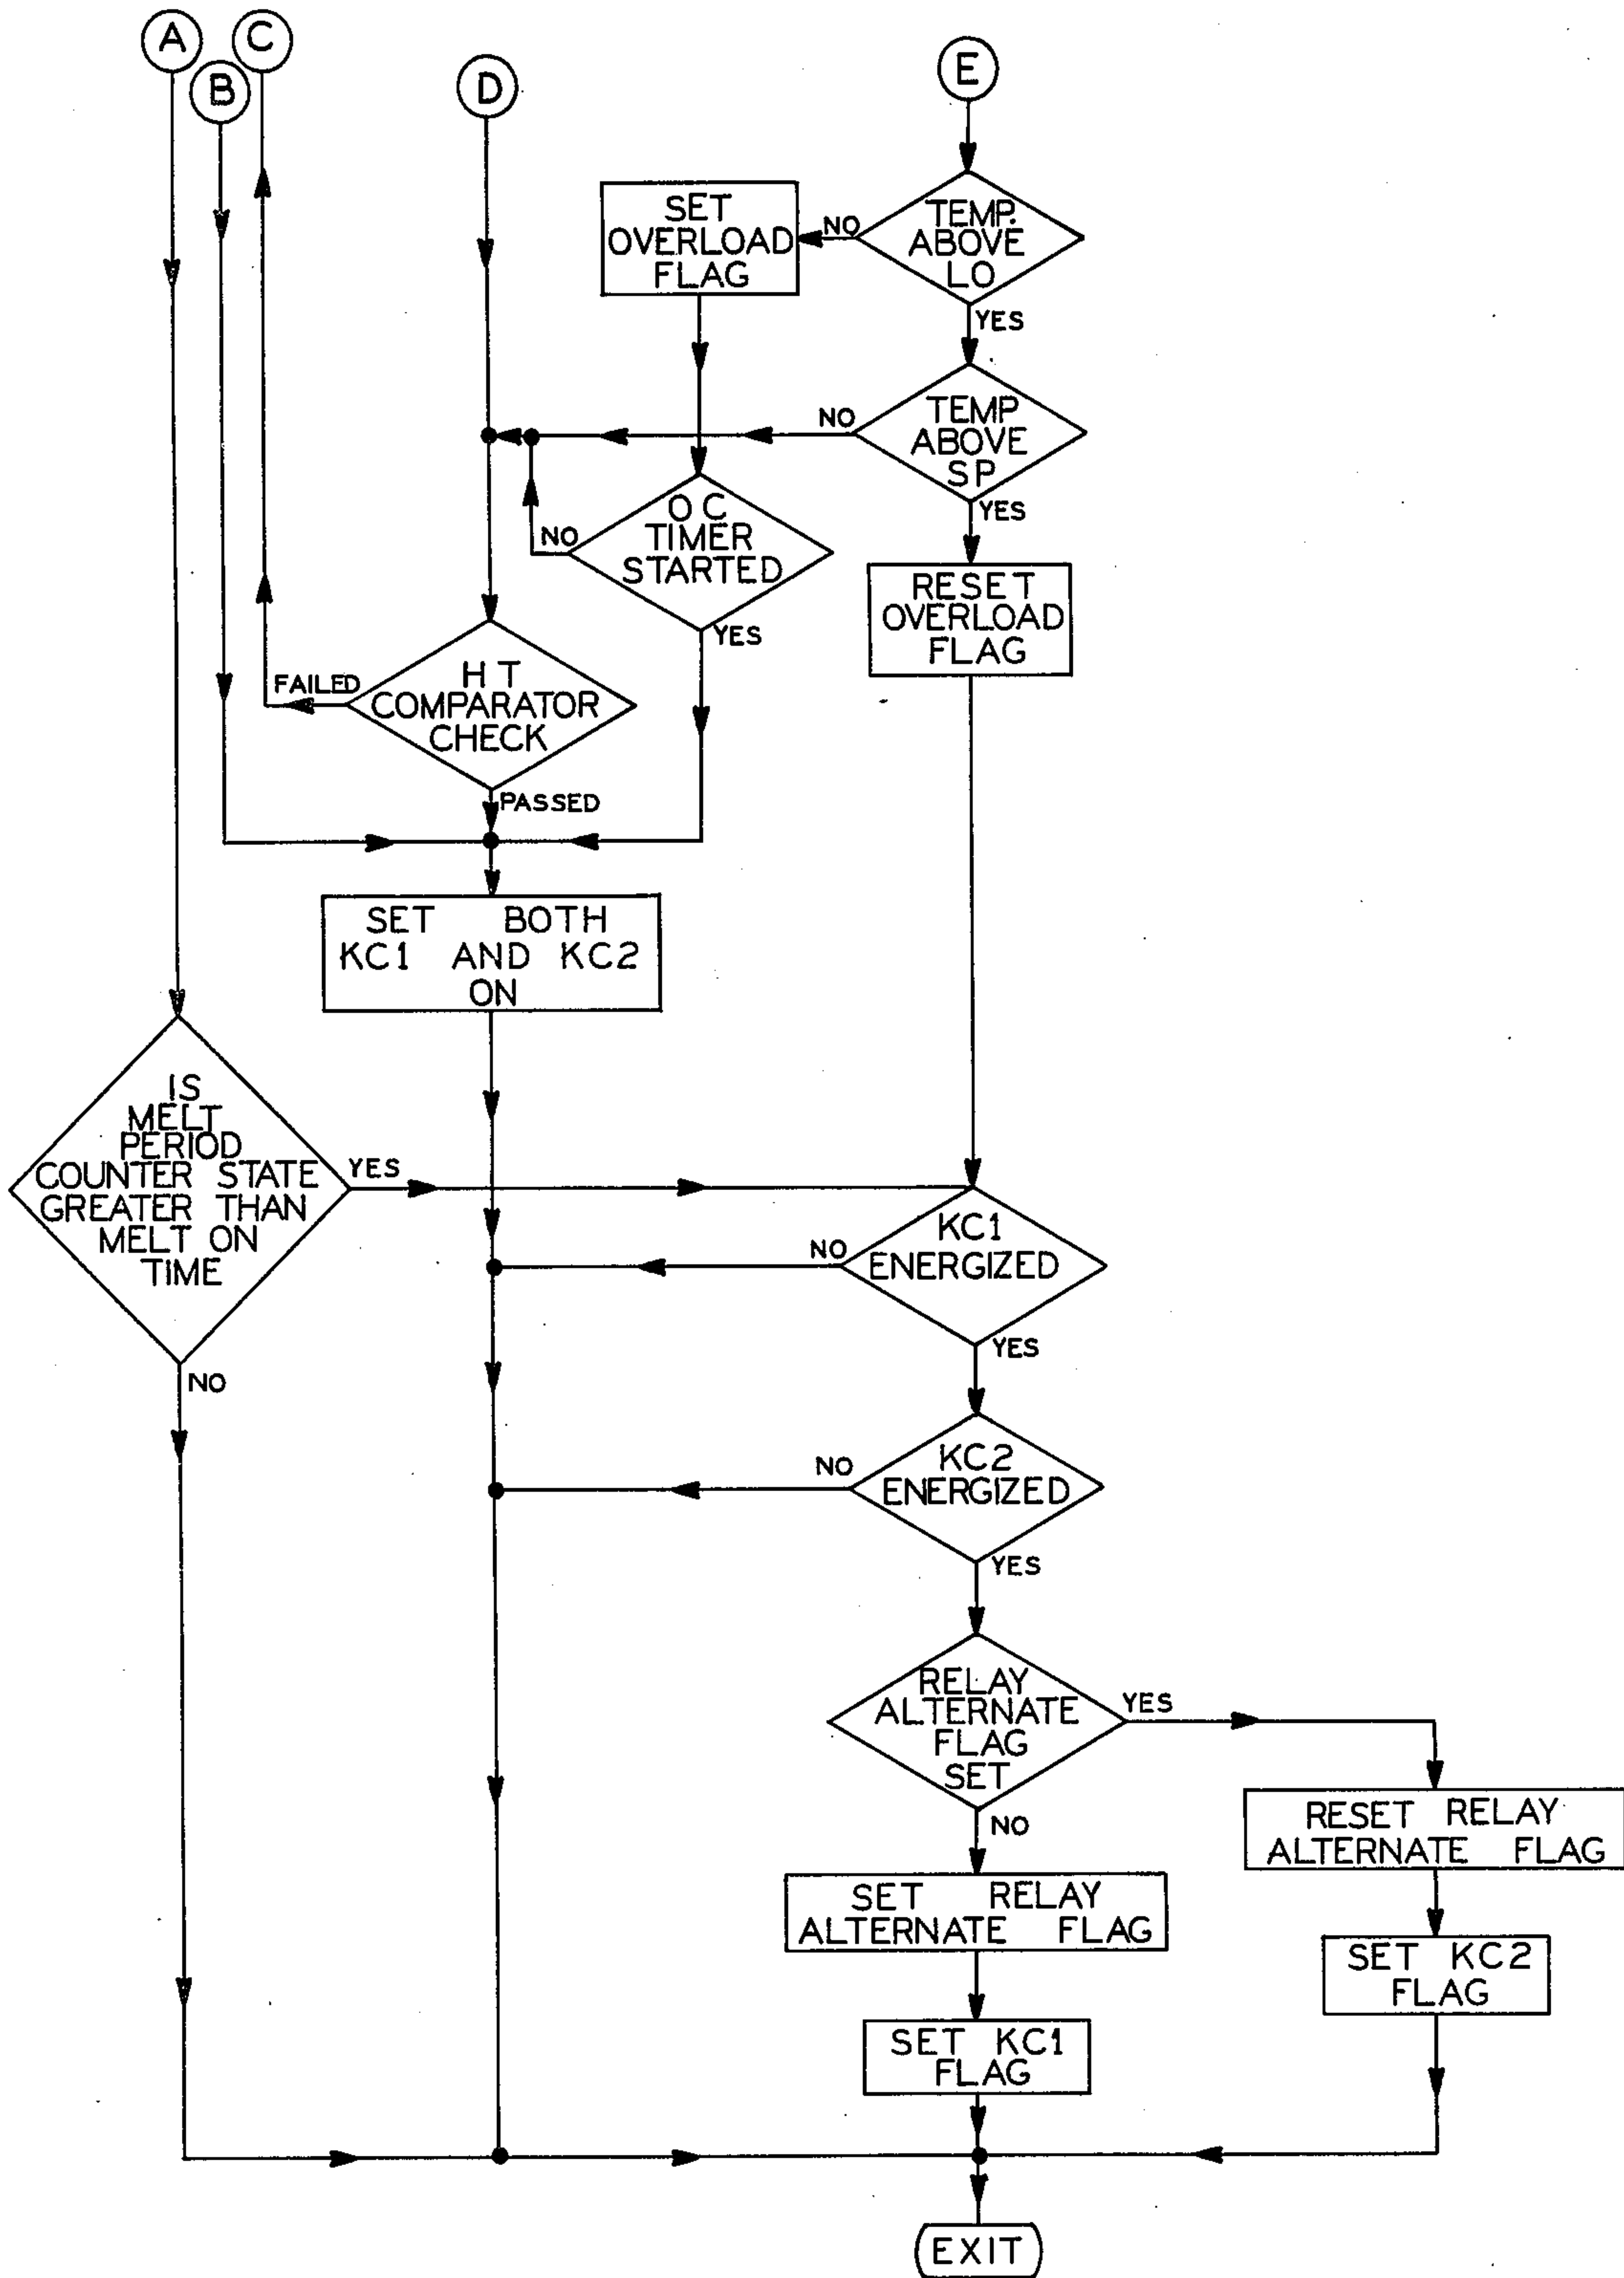 A
C
B
D
E
TEMP.
ABOVE
LO
NO
YES
SET
OVERLOAD
FLAG
TEMP
ABOVE
SP
NO
YES
O C
TIMER
STARTED
NO
YES
RESET
OVERLOAD
FLAG
H T
COMPARATOR
CHECK
FAILED
PASSED
SET BOTH
KC1 AND KC2
ON
IS
MELT
PERIOD
COUNTER STATE
GREATER THAN
MELT ON
TIME
YES
NO
KC1
ENERGIZED
NO
YES
KC2
ENERGIZED
NO
YES
RELAY
ALTERNATE
FLAG
SET
YES
NO
RESET RELAY
ALTERNATE FLAG
SET RELAY
ALTERNATE FLAG
SET KC2
FLAG
SET KC1
FLAG
EXIT